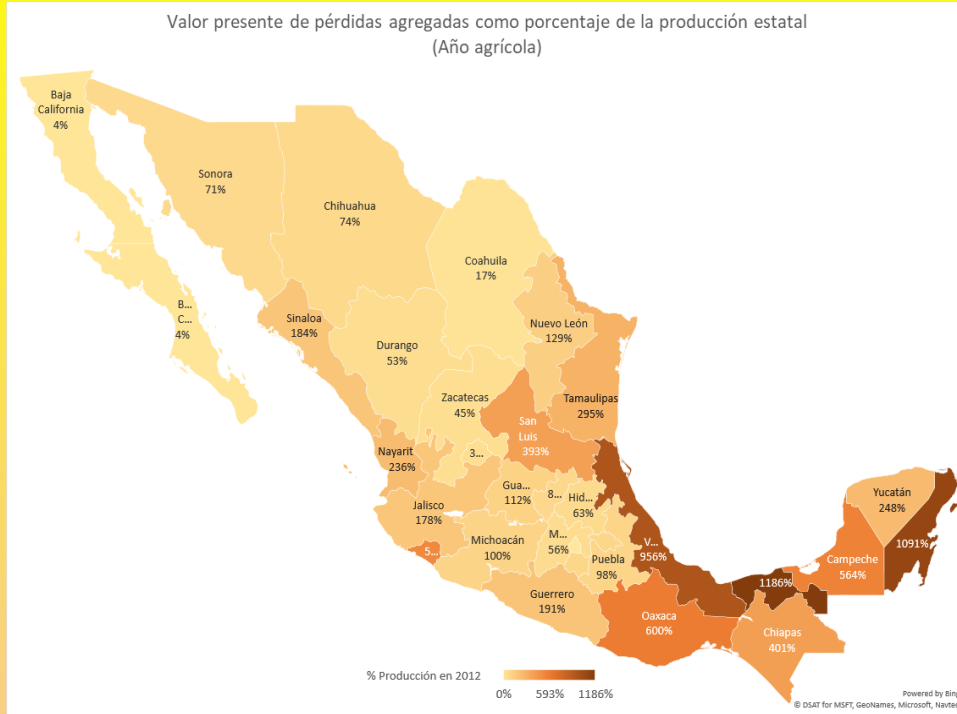 Valor presente de pérdidas agregadas como porcentaje de la producción estatal
(Año agrícola)
Baja
California
4%
Sonora
71%
Chihuahua
74%
Coahuila
17%
B...
C...
4%
Sinaloa
184%
Nuevo León
129%
Durango
53%
Zacatecas
45%
Tamaulipas
295%
San
Luis
393%
Nayarit
236%
3...
Gua...
112%
8...
Hid...
63%
Yucatán
248%
Jalisco
178%
1091%
5...
Michoacán
100%
M...
56%
V...
956%
Puebla
98%
Campeche
564%
1186%
Guerrero
191%
Oaxaca
600%
Chiapas
401%
% Producción en 2012
0% 593% 1186%
Powered by Bing
© DSAT for MSFT, GeoNames, Microsoft, Navteq